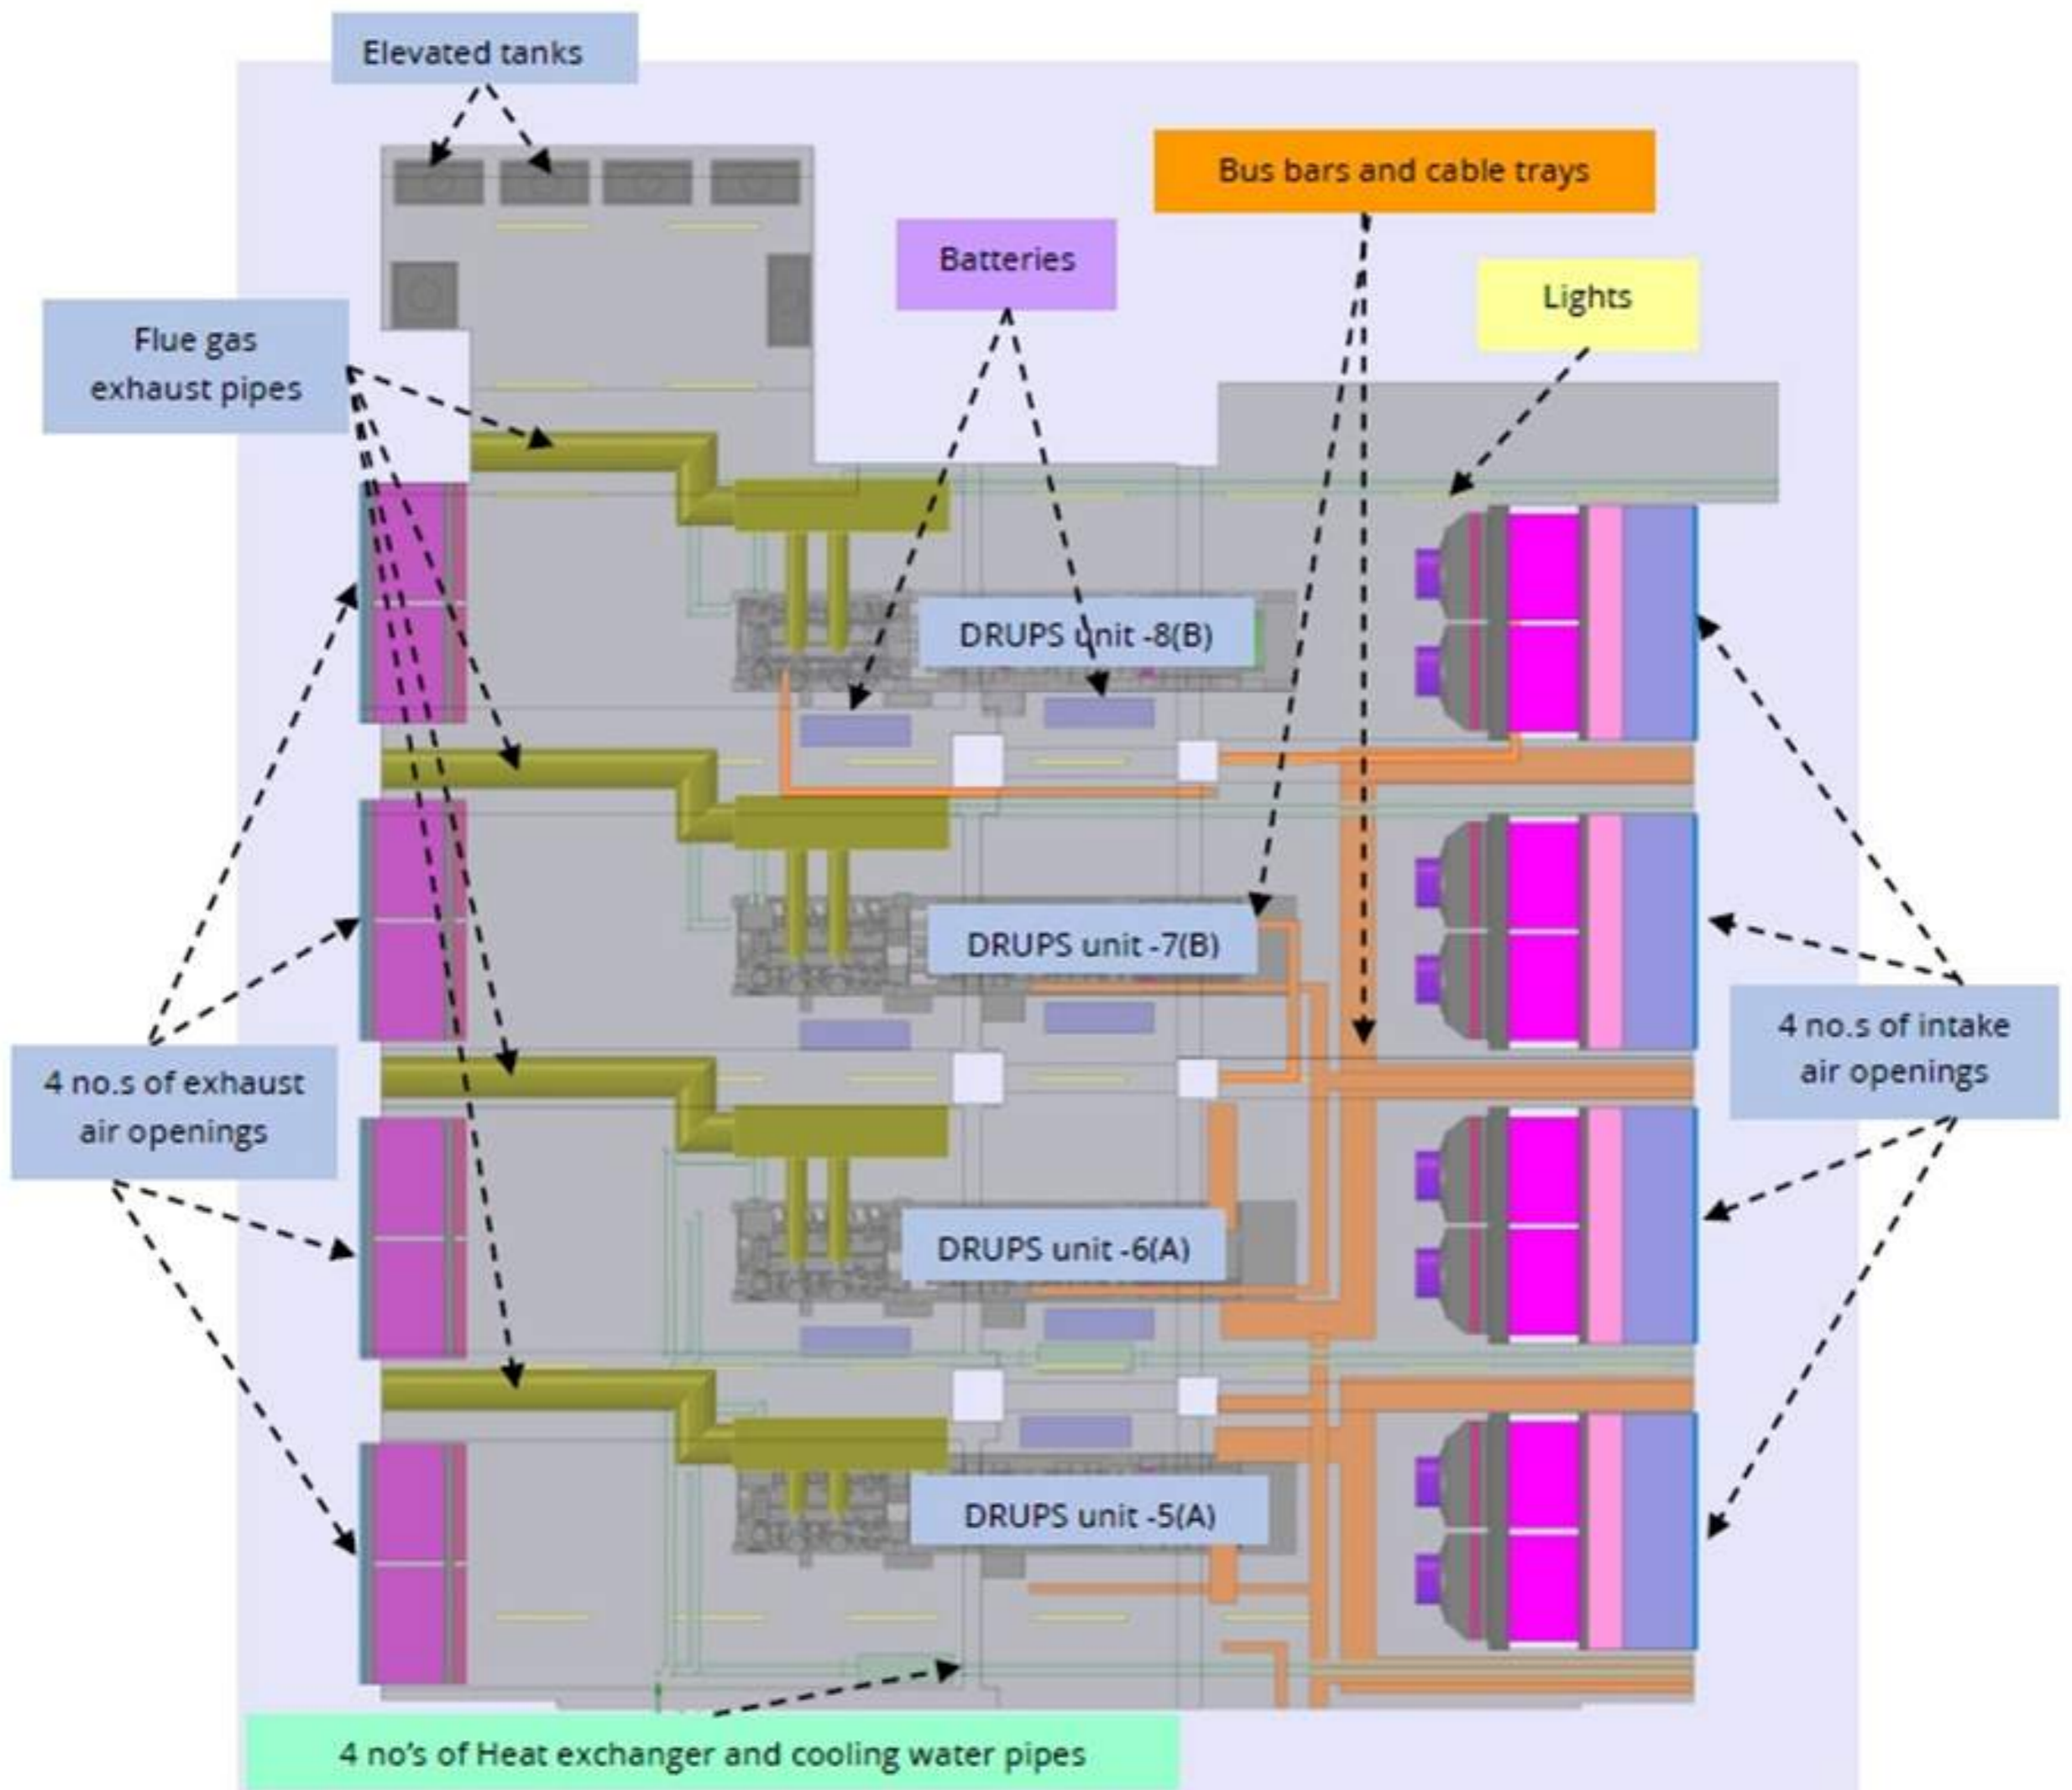 Elevated tanks
Bus bars and cable trays
Batteries
Lights
Flue gas
exhaust pipes
DRUPS unit -8(B)
DRUPS unit -7(B)
4 no.s of intake
air openings
4 no.s of exhaust
air openings
DRUPS unit -6(A)
DRUPS unit -5(A)
4 no’s of Heat exchanger and cooling water pipes